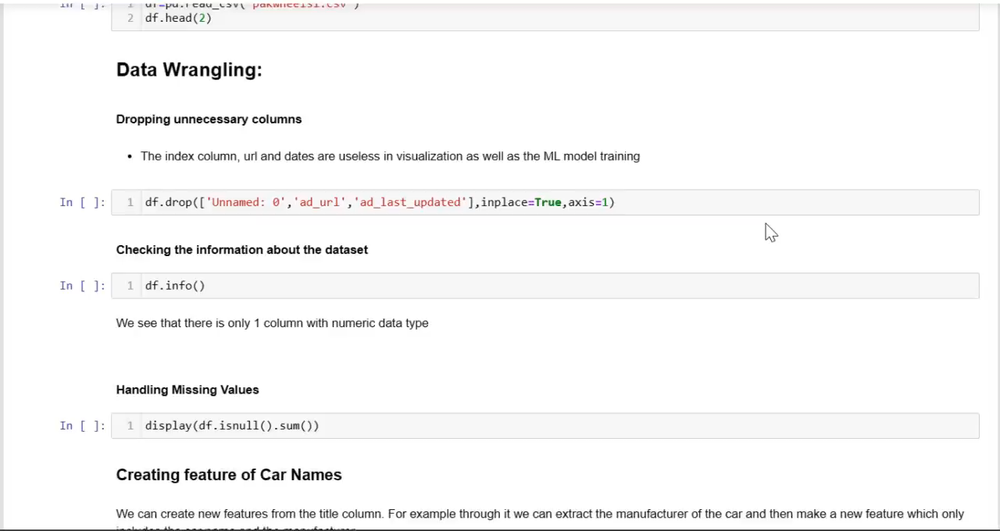 2 df.head(2)
Data Wrangling:
Dropping unnecessary columns
• The index column, url and dates are useless in visualization as well as the ML model training
In [ ]: 1 df.drop(['Unnamed: 0','ad_url','ad_last_updated'],inplace=True,axis=1)
Checking the information about the dataset
In [ ]: 1 df.info()
We see that there is only 1 column with numeric data type
Handling Missing Values
In [ ]: 1 display(df.isnull().sum())
Creating feature of Car Names
We can create new features from the title column. For example through it we can extract the manufacturer of the car and then make a new feature which only